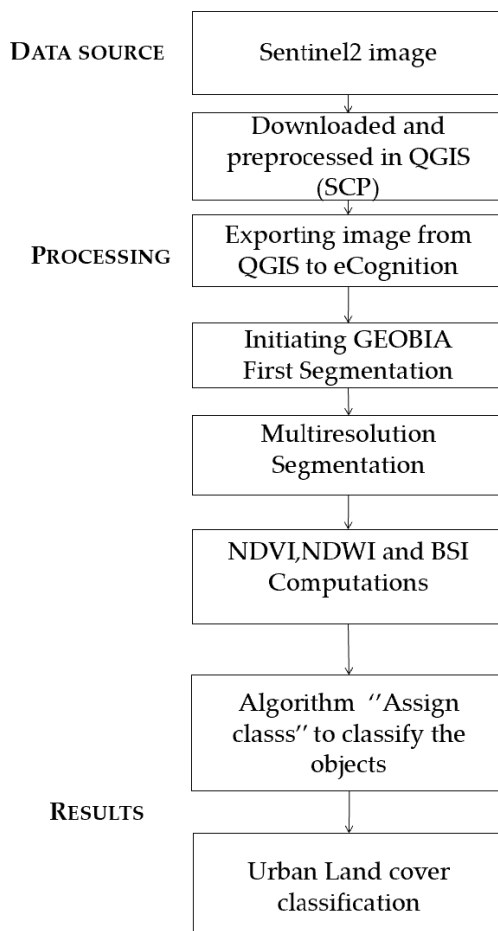 DATA SOURCE
Sentinel2 image
Downloaded and
preprocessed in QGIS
(SCP)
PROCESSING
Exporting image from
QGIS to eCognition
Initiating GEOBIA
First Segmentation
Multiresolution
Segmentation
NDVI,NDWI and BSI
Computations
Algorithm ′′Assign
classs′′ to classify the
objects
RESULTS
Urban Land cover
classification